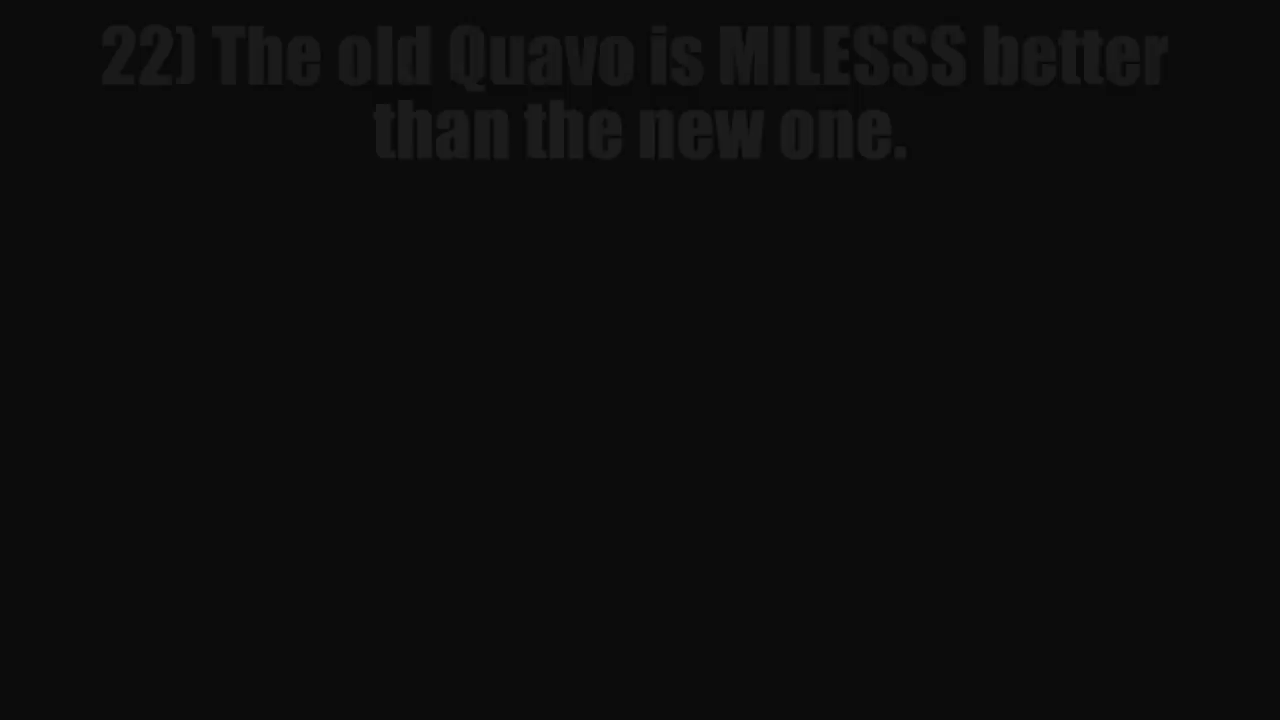 22) The old Quavo is MILESSS better
than the new one.